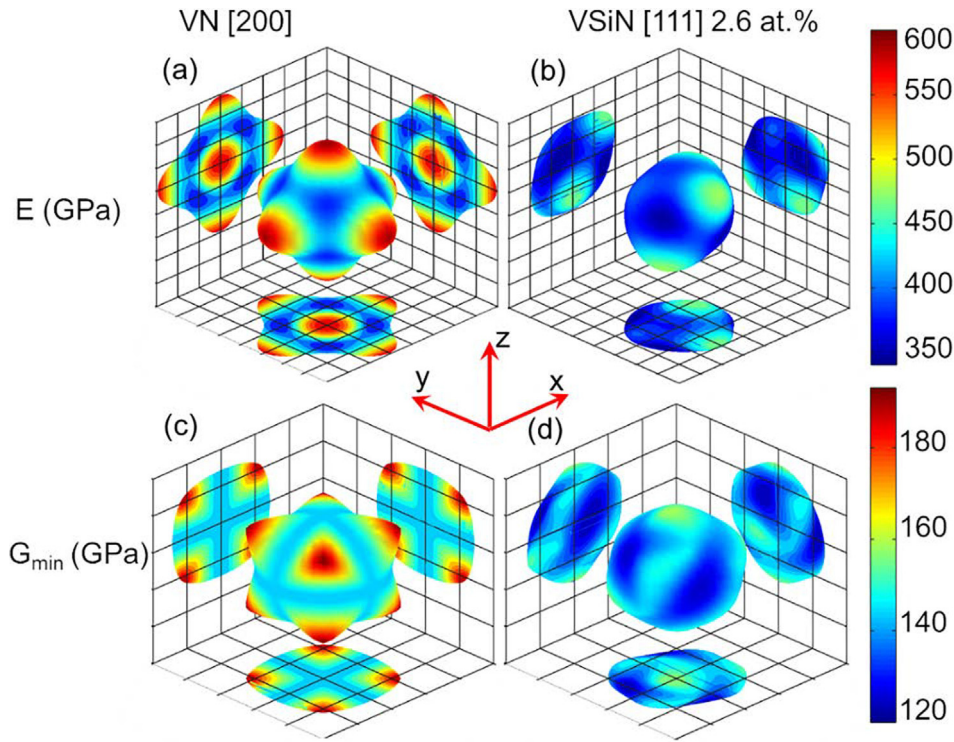 VN [200]
VSiN [111] 2.6 at.%
(a)
(b)
600
550
500
450
400
350
E (GPa)
z
y
x
(c)
(d)
180
160
140
120
Gmin (GPa)